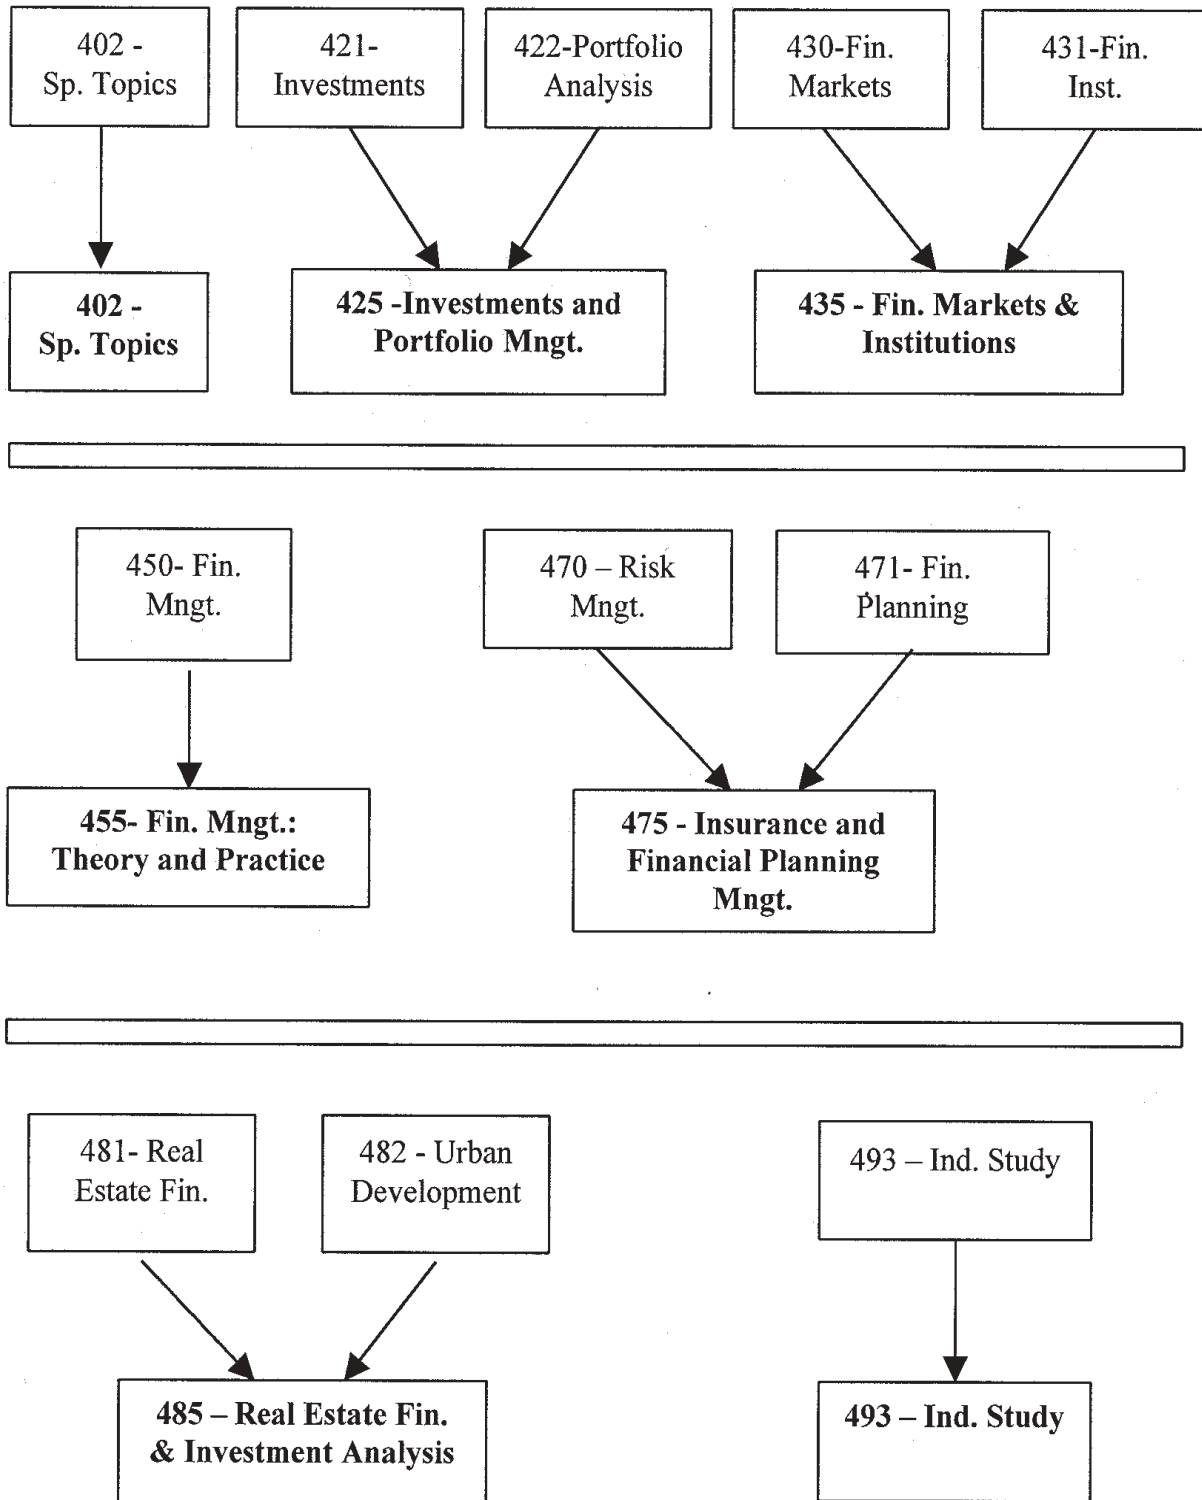 402 -
Sp. Topics
421-
Investments
422-Portfolio
Analysis
430-Fin.
Markets
431-Fin.
Inst.
402 -
Sp. Topics
425 -Investments and
Portfolio Mngt.
435 - Fin. Markets &
Institutions
450- Fin.
Mngt.
470 – Risk
Mngt.
471- Fin.
Planning
455- Fin. Mngt.:
Theory and Practice
475 - Insurance and
Financial Planning
Mngt.
481- Real
Estate Fin.
482 - Urban
Development
493 – Ind. Study
485 – Real Estate Fin.
& Investment Analysis
493 – Ind. Study